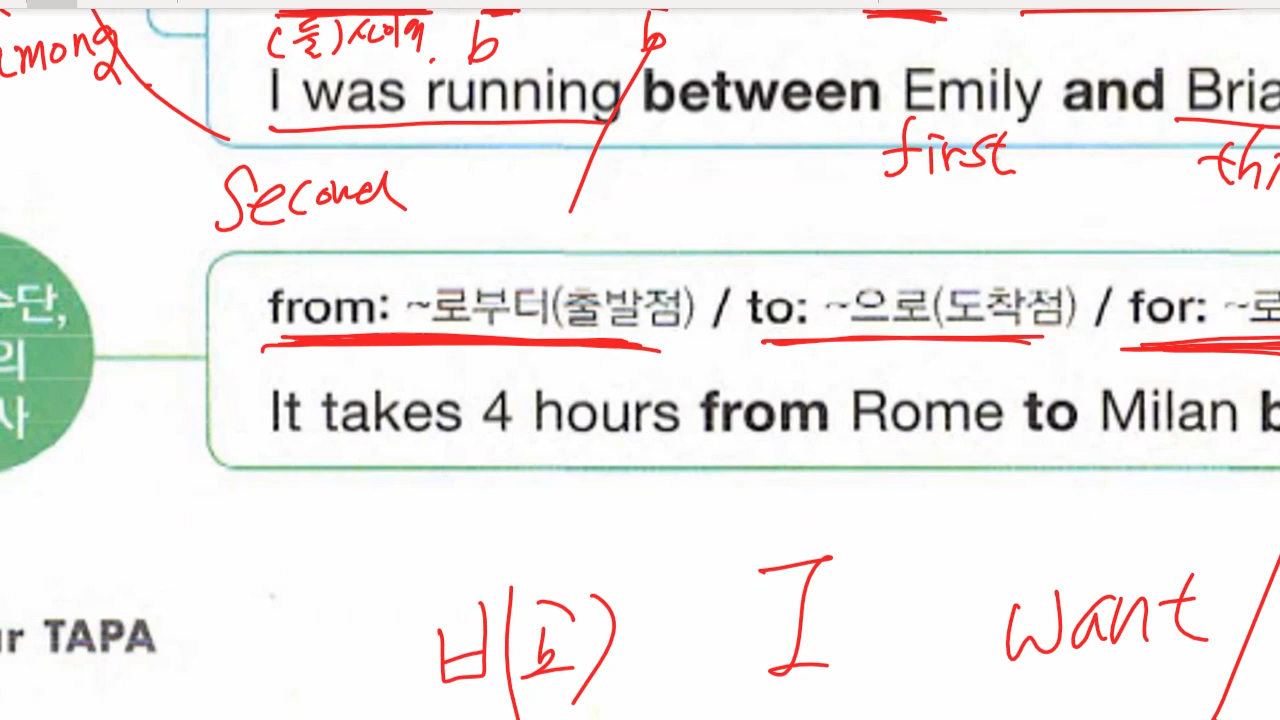 among
(둘)사이에. b b
I was running between Emily and Bria
first
Second
수단,
의
사
from: ~로부터(출발점) / to: ~으로(도착점) / for: ~로
It takes 4 hours from Rome to Milan b
I want
ur TAPA